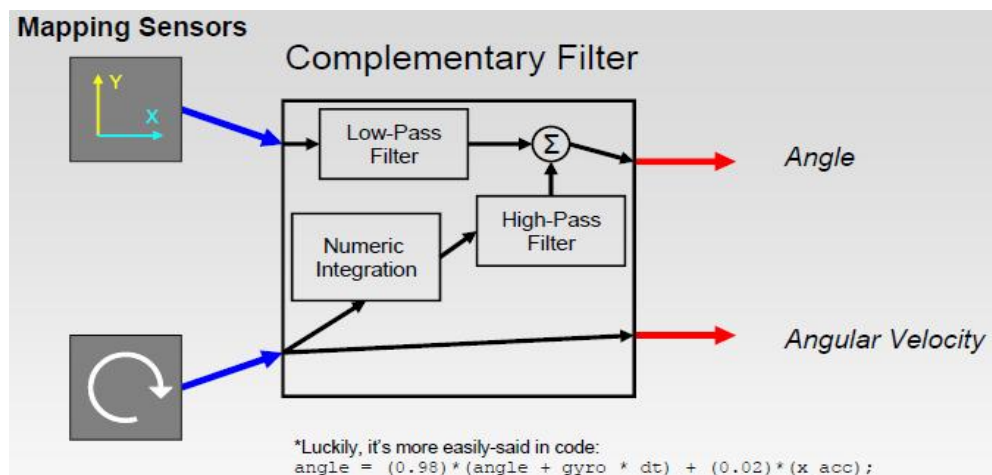 Mapping Sensors
Complementary Filter
Y
X
Low-Pass
Filter
Σ
Angle
High-Pass
Filter
Numeric
Integration
Angular Velocity
*Luckily, it's more easily-said in code:
angle = (0.98)*(angle + gyro * dt) + (0.02)*(x_acc);